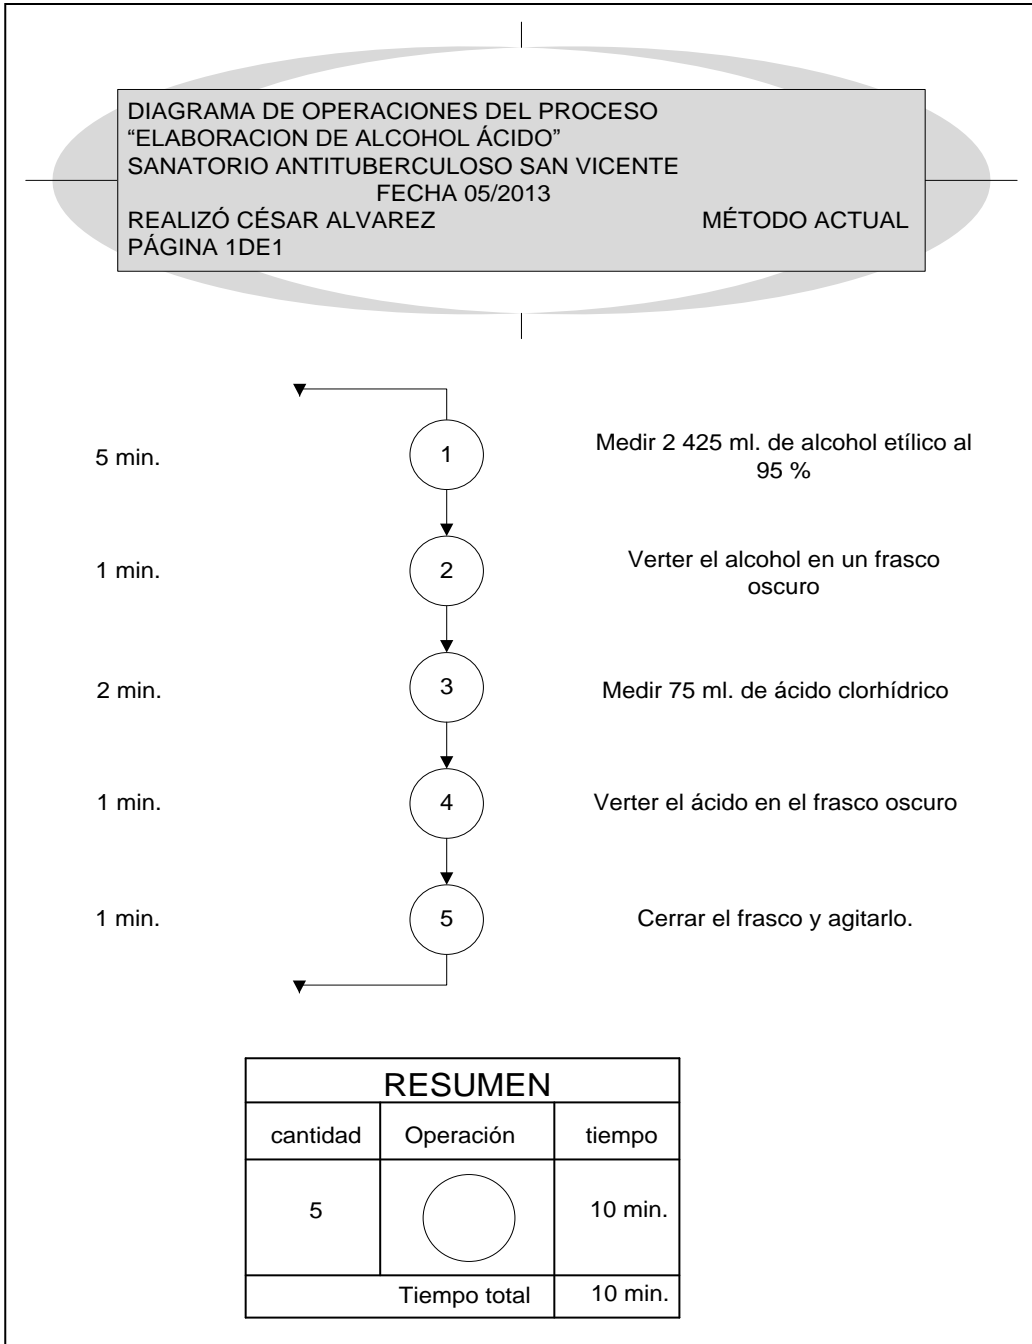 DIAGRAMA DE OPERACIONES DEL PROCESO
“ELABORACION DE ALCOHOL ÁCIDO”
SANATORIO ANTITUBERCULOSO SAN VICENTE
FECHA 05/2013
REALIZÓ CÉSAR ALVAREZ MÉTODO ACTUAL
PÁGINA 1DE1
5 min. 1 Medir 2 425 ml. de alcohol etílico al
95 %
1 min. 2 Verter el alcohol en un frasco
oscuro
2 min. 3 Medir 75 ml. de ácido clorhídrico
1 min. 4 Verter el ácido en el frasco oscuro
1 min. 5 Cerrar el frasco y agitarlo.
RESUMEN
cantidad Operación tiempo
5 10 min.
Tiempo total 10 min.